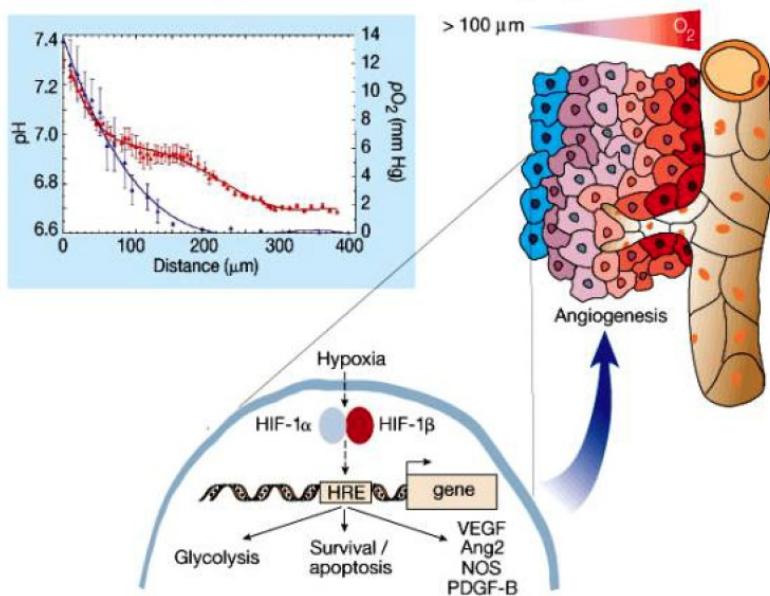 > 100 μm
O2
7.4
7.2
7.0
6.8
6.6
pH
14
12
10
8
6
4
2
0
pO2 (mm Hg)
0
100
200
300
400
Distance (μm)
Angiogenesis
Hypoxia
HIF-1α
HIF-1β
HRE
gene
Glycolysis
Survival /
apoptosis
VEGF
Ang2
NOS
PDGF-B